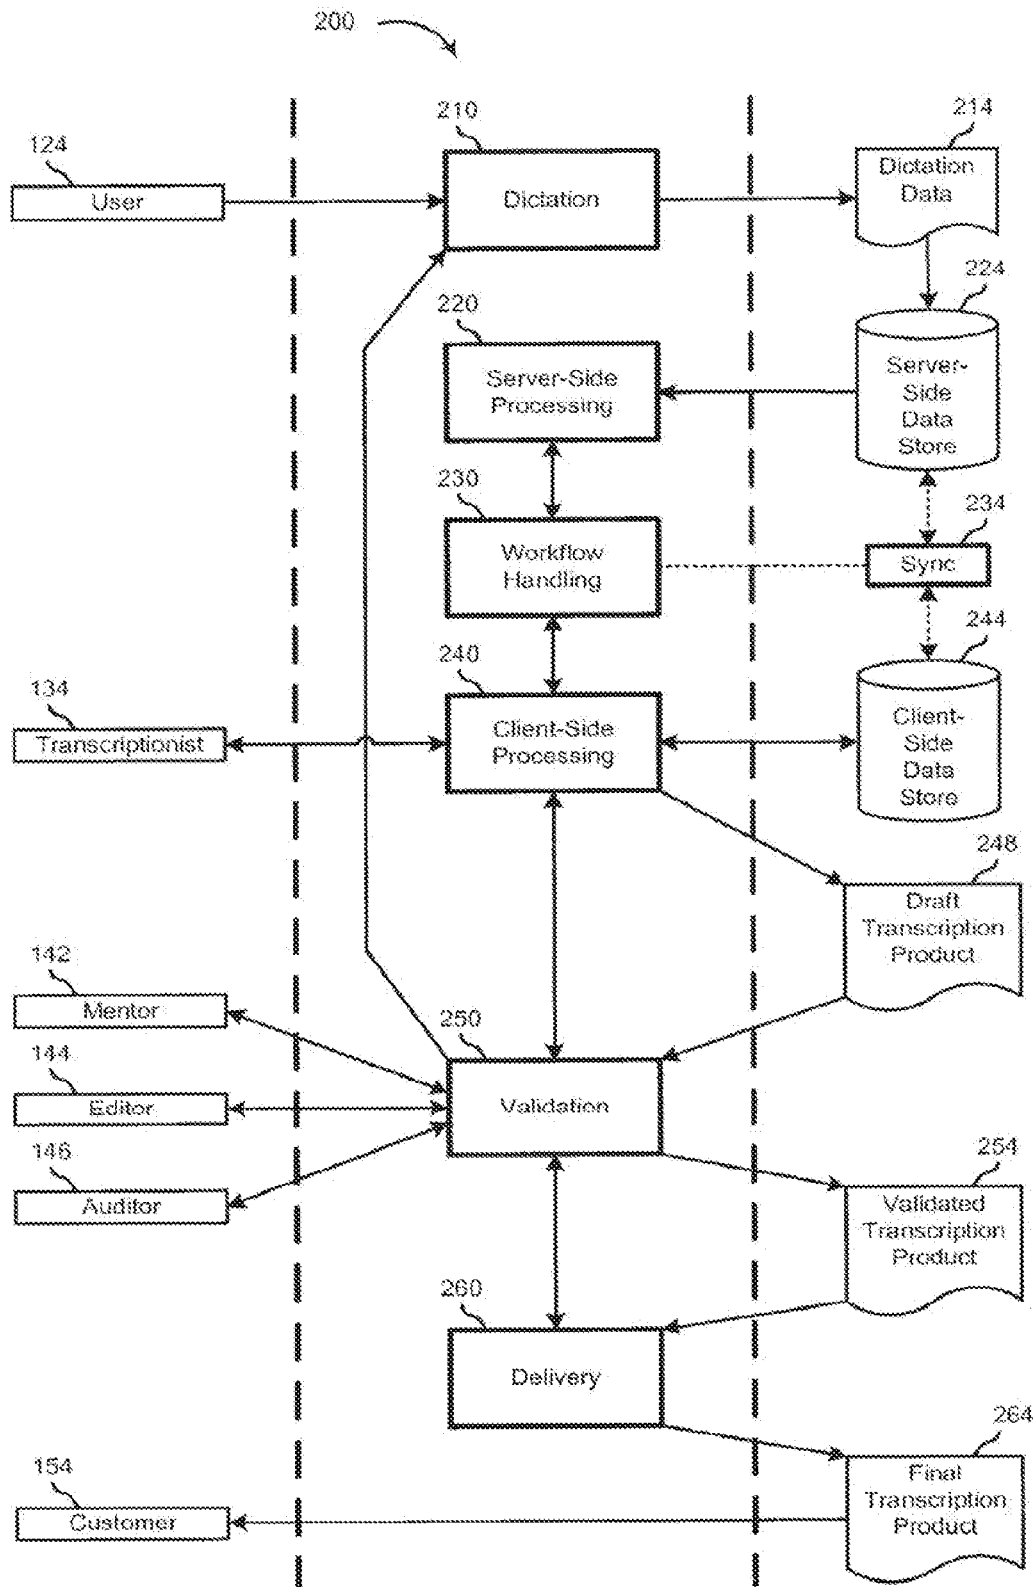 200
210
214
124
User
Dictation
Dictation
Data
220
224
Server-Side
Processing
Server-
Side
Data
Store
230
234
Workflow
Handling
Sync
240
244
134
Transcriptionist
Client-Side
Processing
Client-
Side
Data
Store
248
Draft
Transcription
Product
142
Mentor
250
144
Editor
Validation
146
Auditor
254
Validated
Transcription
Product
260
Delivery
264
154
Customer
Final
Transcription
Product